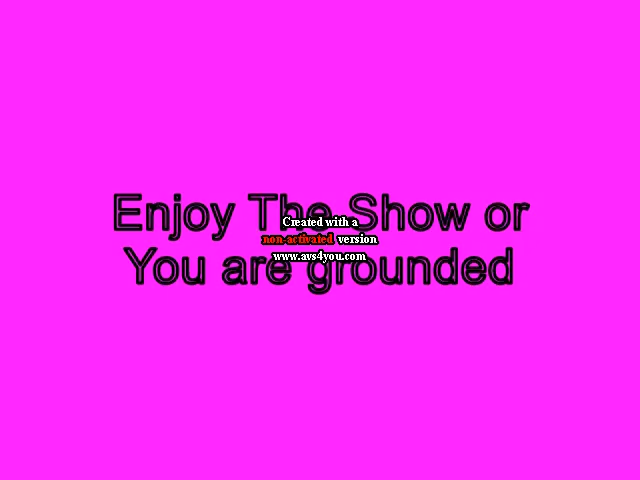 Enjoy The Show or
You are grounded
Created with a
non-activated version
www.avs4you.com